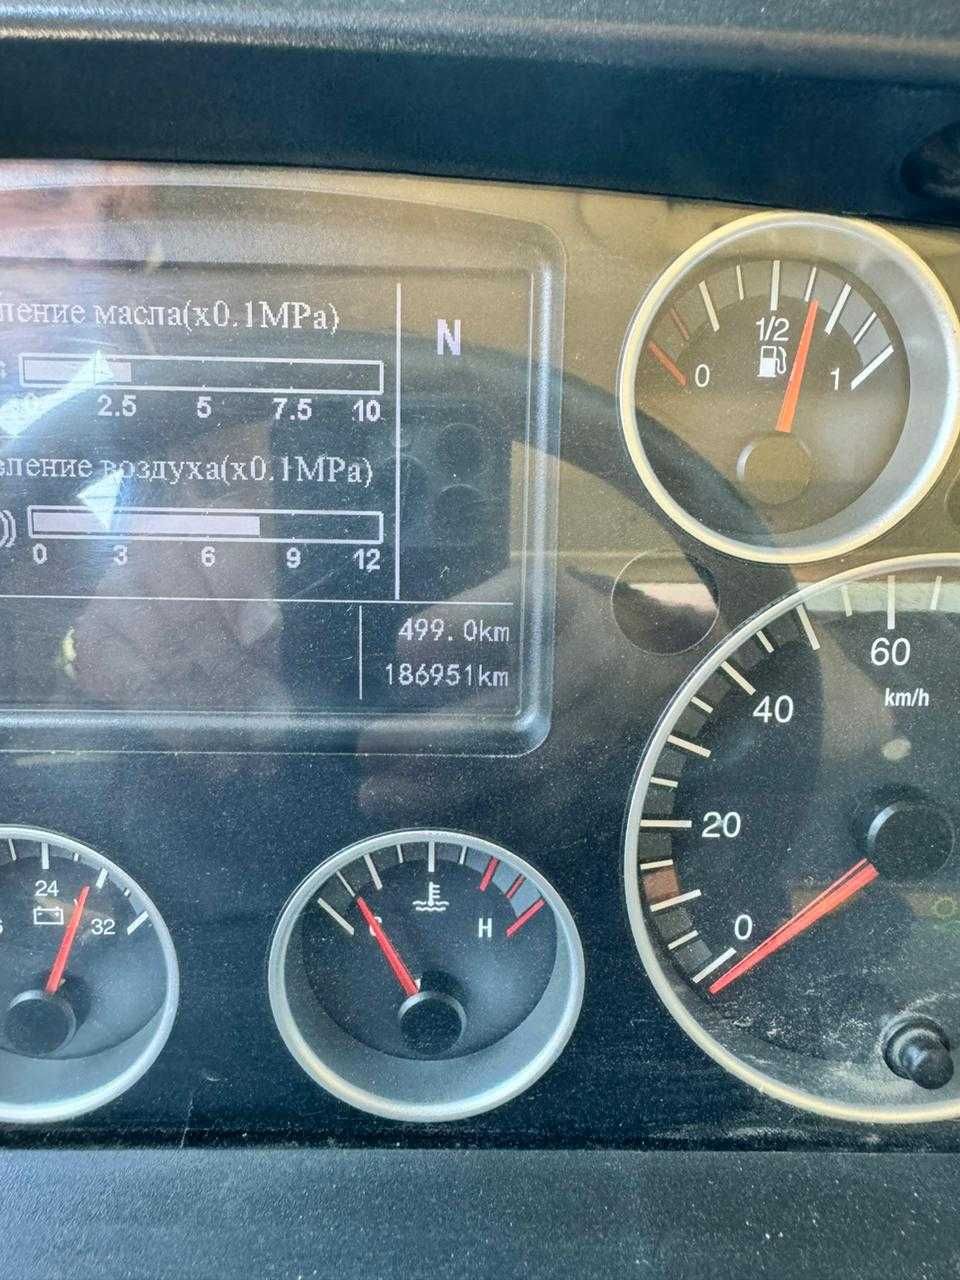 ление масла(x0.1MPa)
N
2.5 5 7.5 10
еление воздуха(x0.1MPa)
0 3 6 9 12
499.0km
186951km
0 1/2 1
60
km/h
40
20
0
24
32
H